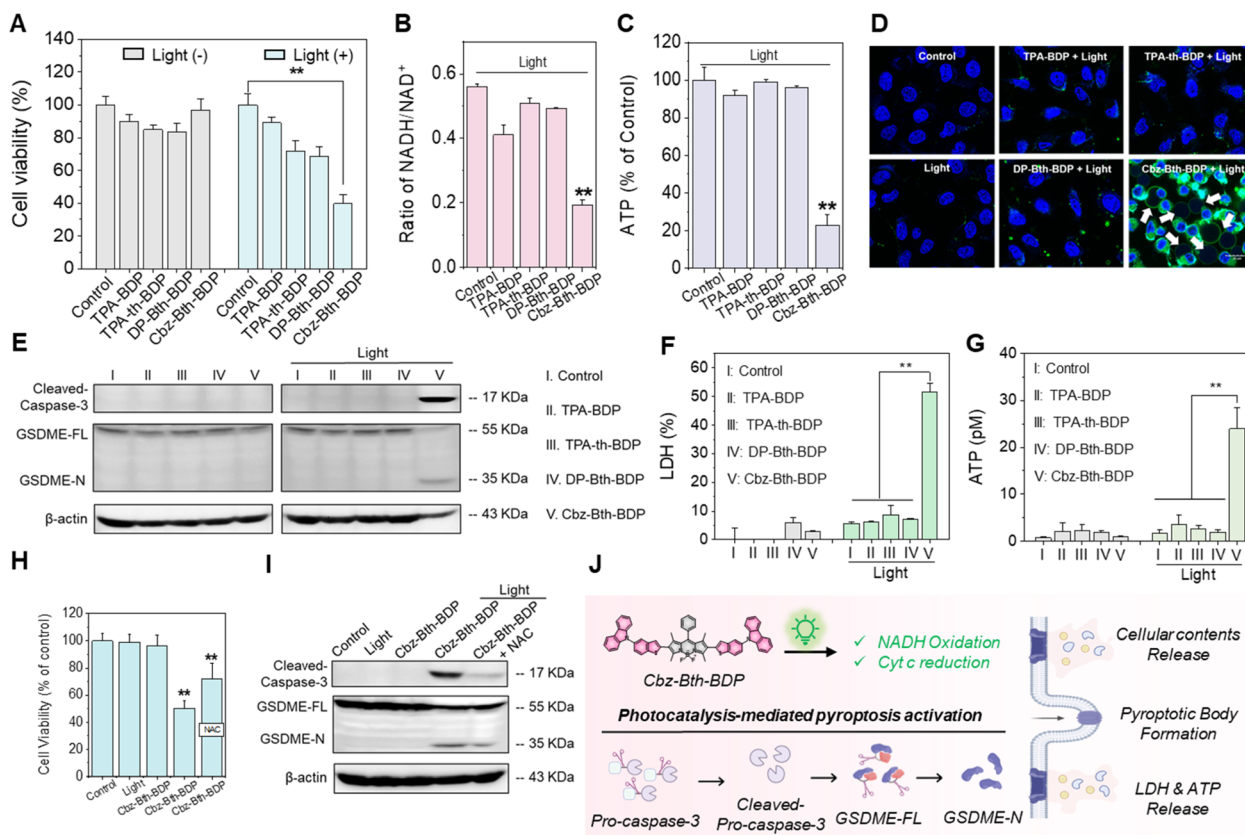 A
Cell viability (%)
140
120
100
80
60
40
20
0
Light (-)
Light (+)
**
Control
TPA-BDP
TPA-th-BDP
DP-Bth-BDP
Cbz-Bth-BDP
Control
TPA-BDP
TPA-th-BDP
DP-Bth-BDP
Cbz-Bth-BDP
B
Ratio of NADH/NAD+
0.6
0.4
0.2
0.0
Light
**
Control
TPA-BDP
TPA-th-BDP
DP-Bth-BDP
Cbz-Bth-BDP
C
ATP (% of Control)
120
100
80
60
40
20
0
Light
**
Control
TPA-BDP
TPA-th-BDP
DP-Bth-BDP
Cbz-Bth-BDP
D
Control
TPA-BDP + Light
TPA-th-BDP + Light
Light
DP-Bth-BDP + Light
Cbz-Bth-BDP + Light
E
Light
I II III IV V
I II III IV V
Cleaved-
Caspase-3
-- 17 KDa
GSDME-FL
-- 55 KDa
GSDME-N
-- 35 KDa
β-actin
-- 43 KDa
I. Control
II. TPA-BDP
III. TPA-th-BDP
IV. DP-Bth-BDP
V. Cbz-Bth-BDP
F
LDH (%)
60
50
40
30
20
10
0
I: Control
II: TPA-BDP
III: TPA-th-BDP
IV: DP-Bth-BDP
V: Cbz-Bth-BDP
**
I II III IV V
I II III IV V
Light
G
ATP (pM)
40
30
20
10
0
I: Control
II: TPA-BDP
III: TPA-th-BDP
IV: DP-Bth-BDP
V: Cbz-Bth-BDP
**
I II III IV V
I II III IV V
Light
H
Cell Viability (% of control)
120
100
80
60
40
20
0
**
**
NAC
Control
Light
Cbz-Bth-BDP
Cbz-Bth-BDP
Cbz-Bth-BDP
I
Light
Control
Light
Cbz-Bth-BDP
Cbz-Bth-BDP
Cbz-Bth-BDP
+ NAC
Cleaved-
Caspase-3
-- 17 KDa
GSDME-FL
-- 55 KDa
GSDME-N
-- 35 KDa
β-actin
-- 43 KDa
J
Cbz-Bth-BDP
✓ NADH Oxidation
✓ Cyt c reduction
Photocatalysis-mediated pyroptosis activation
Pro-caspase-3
Cleaved-
Pro-caspase-3
GSDME-FL
GSDME-N
Cellular contents
Release
Pyroptotic Body
Formation
LDH & ATP
Release